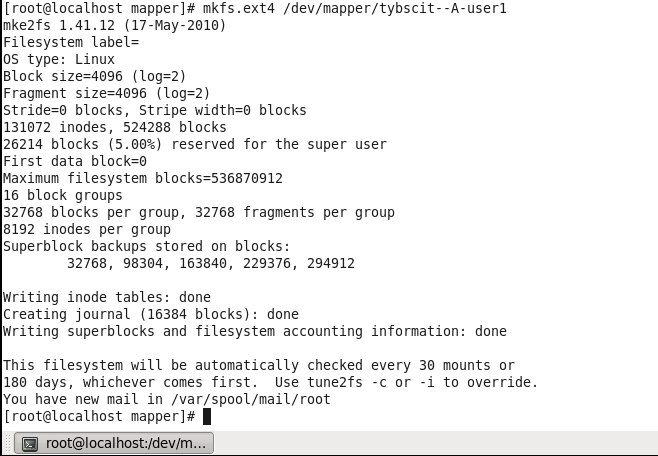 [root@localhost mapper]# mkfs.ext4 /dev/mapper/tybscit--A-user1
mke2fs 1.41.12 (17-May-2010)
Filesystem label=
OS type: Linux
Block size=4096 (log=2)
Fragment size=4096 (log=2)
Stride=0 blocks, Stripe width=0 blocks
131072 inodes, 524288 blocks
26214 blocks (5.00%) reserved for the super user
First data block=0
Maximum filesystem blocks=536870912
16 block groups
32768 blocks per group, 32768 fragments per group
8192 inodes per group
Superblock backups stored on blocks:
32768, 98304, 163840, 229376, 294912
Writing inode tables: done
Creating journal (16384 blocks): done
Writing superblocks and filesystem accounting information: done
This filesystem will be automatically checked every 30 mounts or
180 days, whichever comes first.  Use tune2fs -c or -i to override.
You have new mail in /var/spool/mail/root
[root@localhost mapper]#
root@localhost:/dev/m...